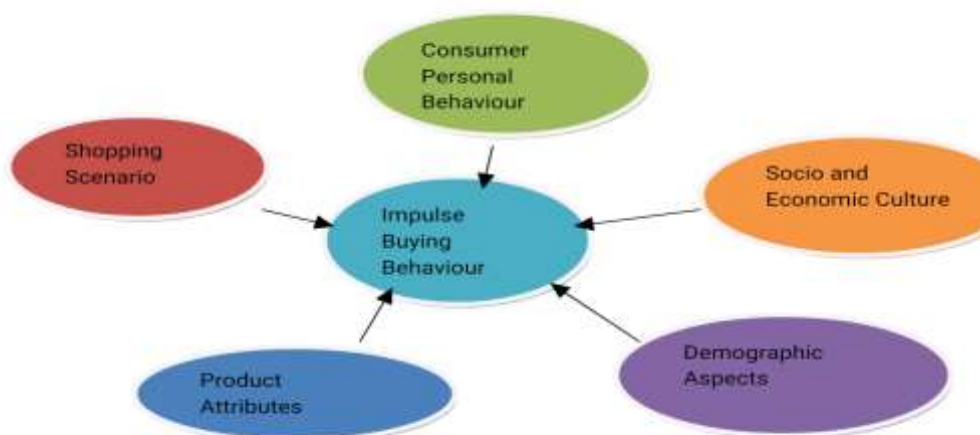 Consumer
Personal
Behaviour
Shopping
Scenario
Socio and
Economic Culture
Impulse
Buying
Behaviour
Demographic
Aspects
Product
Attributes